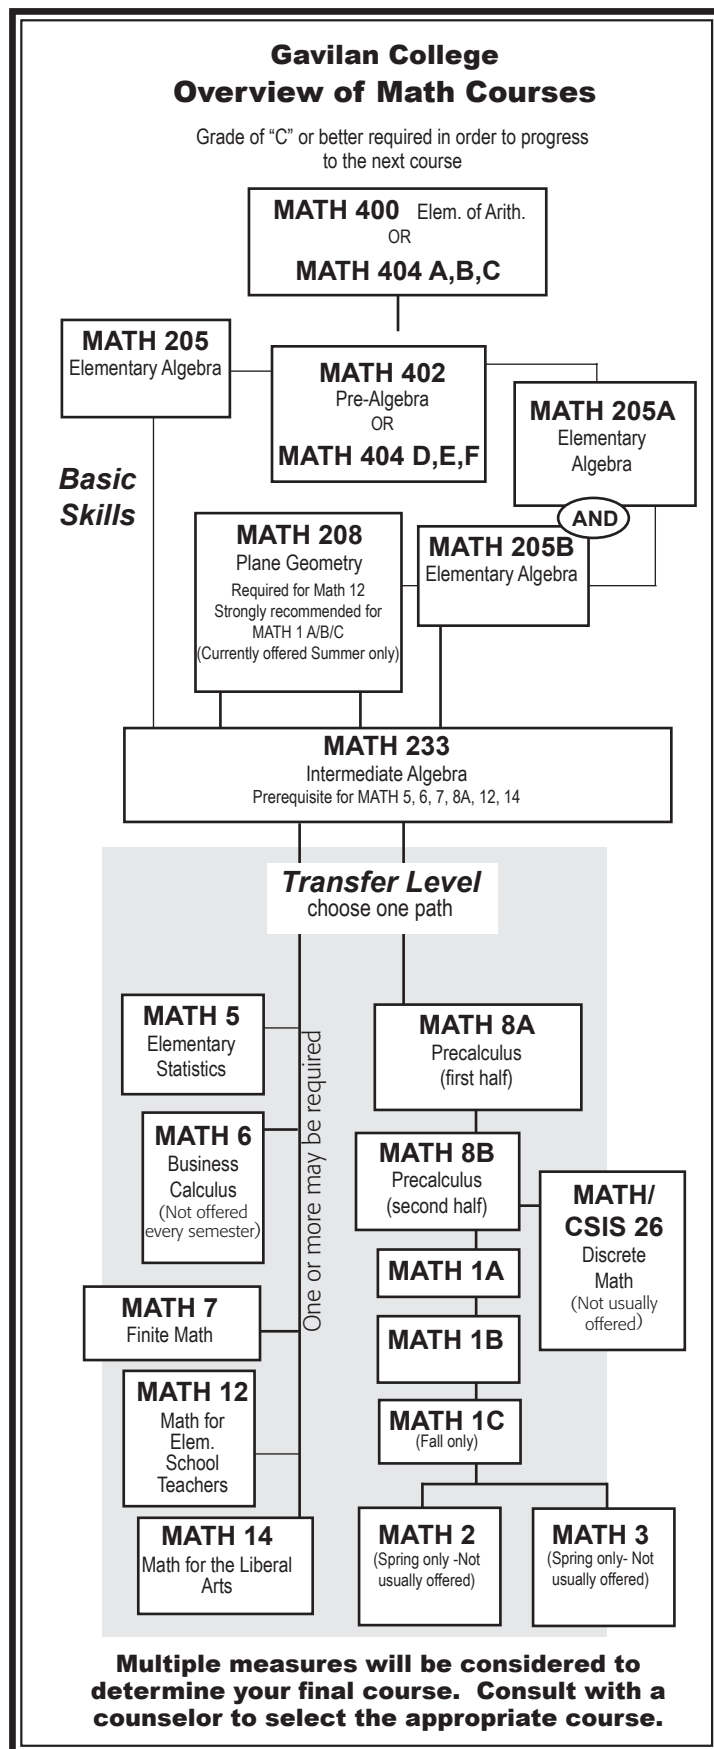 Gavilan College
Overview of Math Courses
Grade of “C” or better required in order to progress
to the next course
MATH 400 Elem. of Arith.
OR
MATH 404 A,B,C
MATH 205
Elementary Algebra
MATH 402
Pre-Algebra
OR
MATH 404 D,E,F
MATH 205A
Elementary
Algebra
Basic
Skills
AND
MATH 208
Plane Geometry
Required for Math 12
Strongly recommended for
MATH 1 A/B/C
(Currently offered Summer only)
MATH 205B
Elementary Algebra
MATH 233
Intermediate Algebra
Prerequisite for MATH 5, 6, 7, 8A, 12, 14
Transfer Level
choose one path
MATH 5
Elementary
Statistics
MATH 6
Business
Calculus
(Not offered
every semester)
MATH 7
Finite Math
MATH 12
Math for
Elem.
School
Teachers
MATH 14
Math for the Liberal
Arts
One or more may be required
MATH 8A
Precalculus
(first half)
MATH 8B
Precalculus
(second half)
MATH/
CSIS 26
Discrete
Math
(Not usually
offered)
MATH 1A
MATH 1B
MATH 1C
(Fall only)
MATH 2
(Spring only -Not
usually offered)
MATH 3
(Spring only- Not
usually offered)
Multiple measures will be considered to
determine your final course. Consult with a
counselor to select the appropriate course.